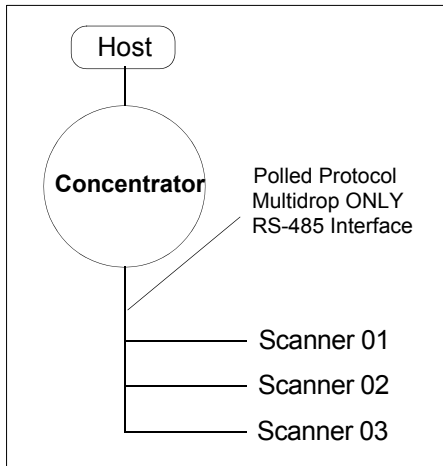 Host
Concentrator
Polled Protocol
Multidrop ONLY
RS-485 Interface
Scanner 01
Scanner 02
Scanner 03